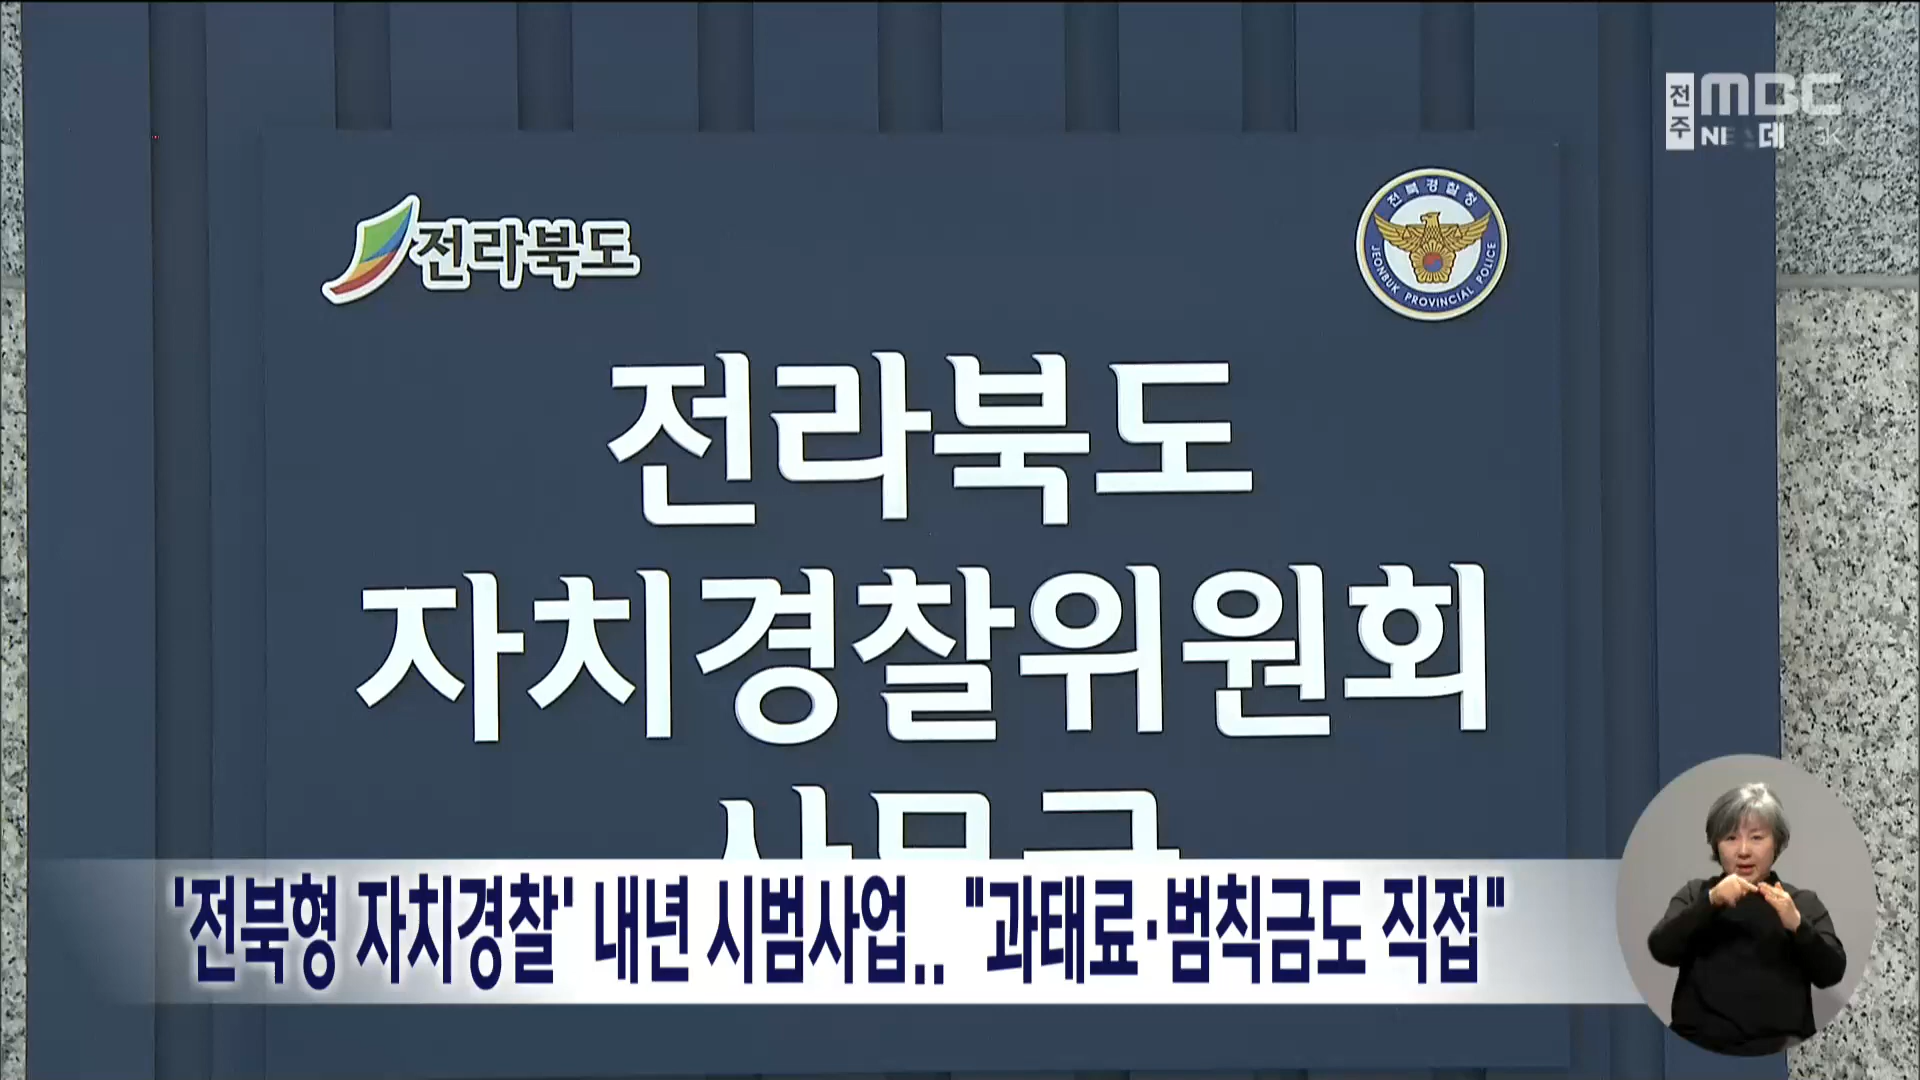 전주
MBC
전라북도
전북경찰청
JEONBUK PROVINCIAL POLICE
전라북도
자치경찰위원회
'전북형 자치경찰' 내년 시범사업.. "과태료·범칙금도 직접"